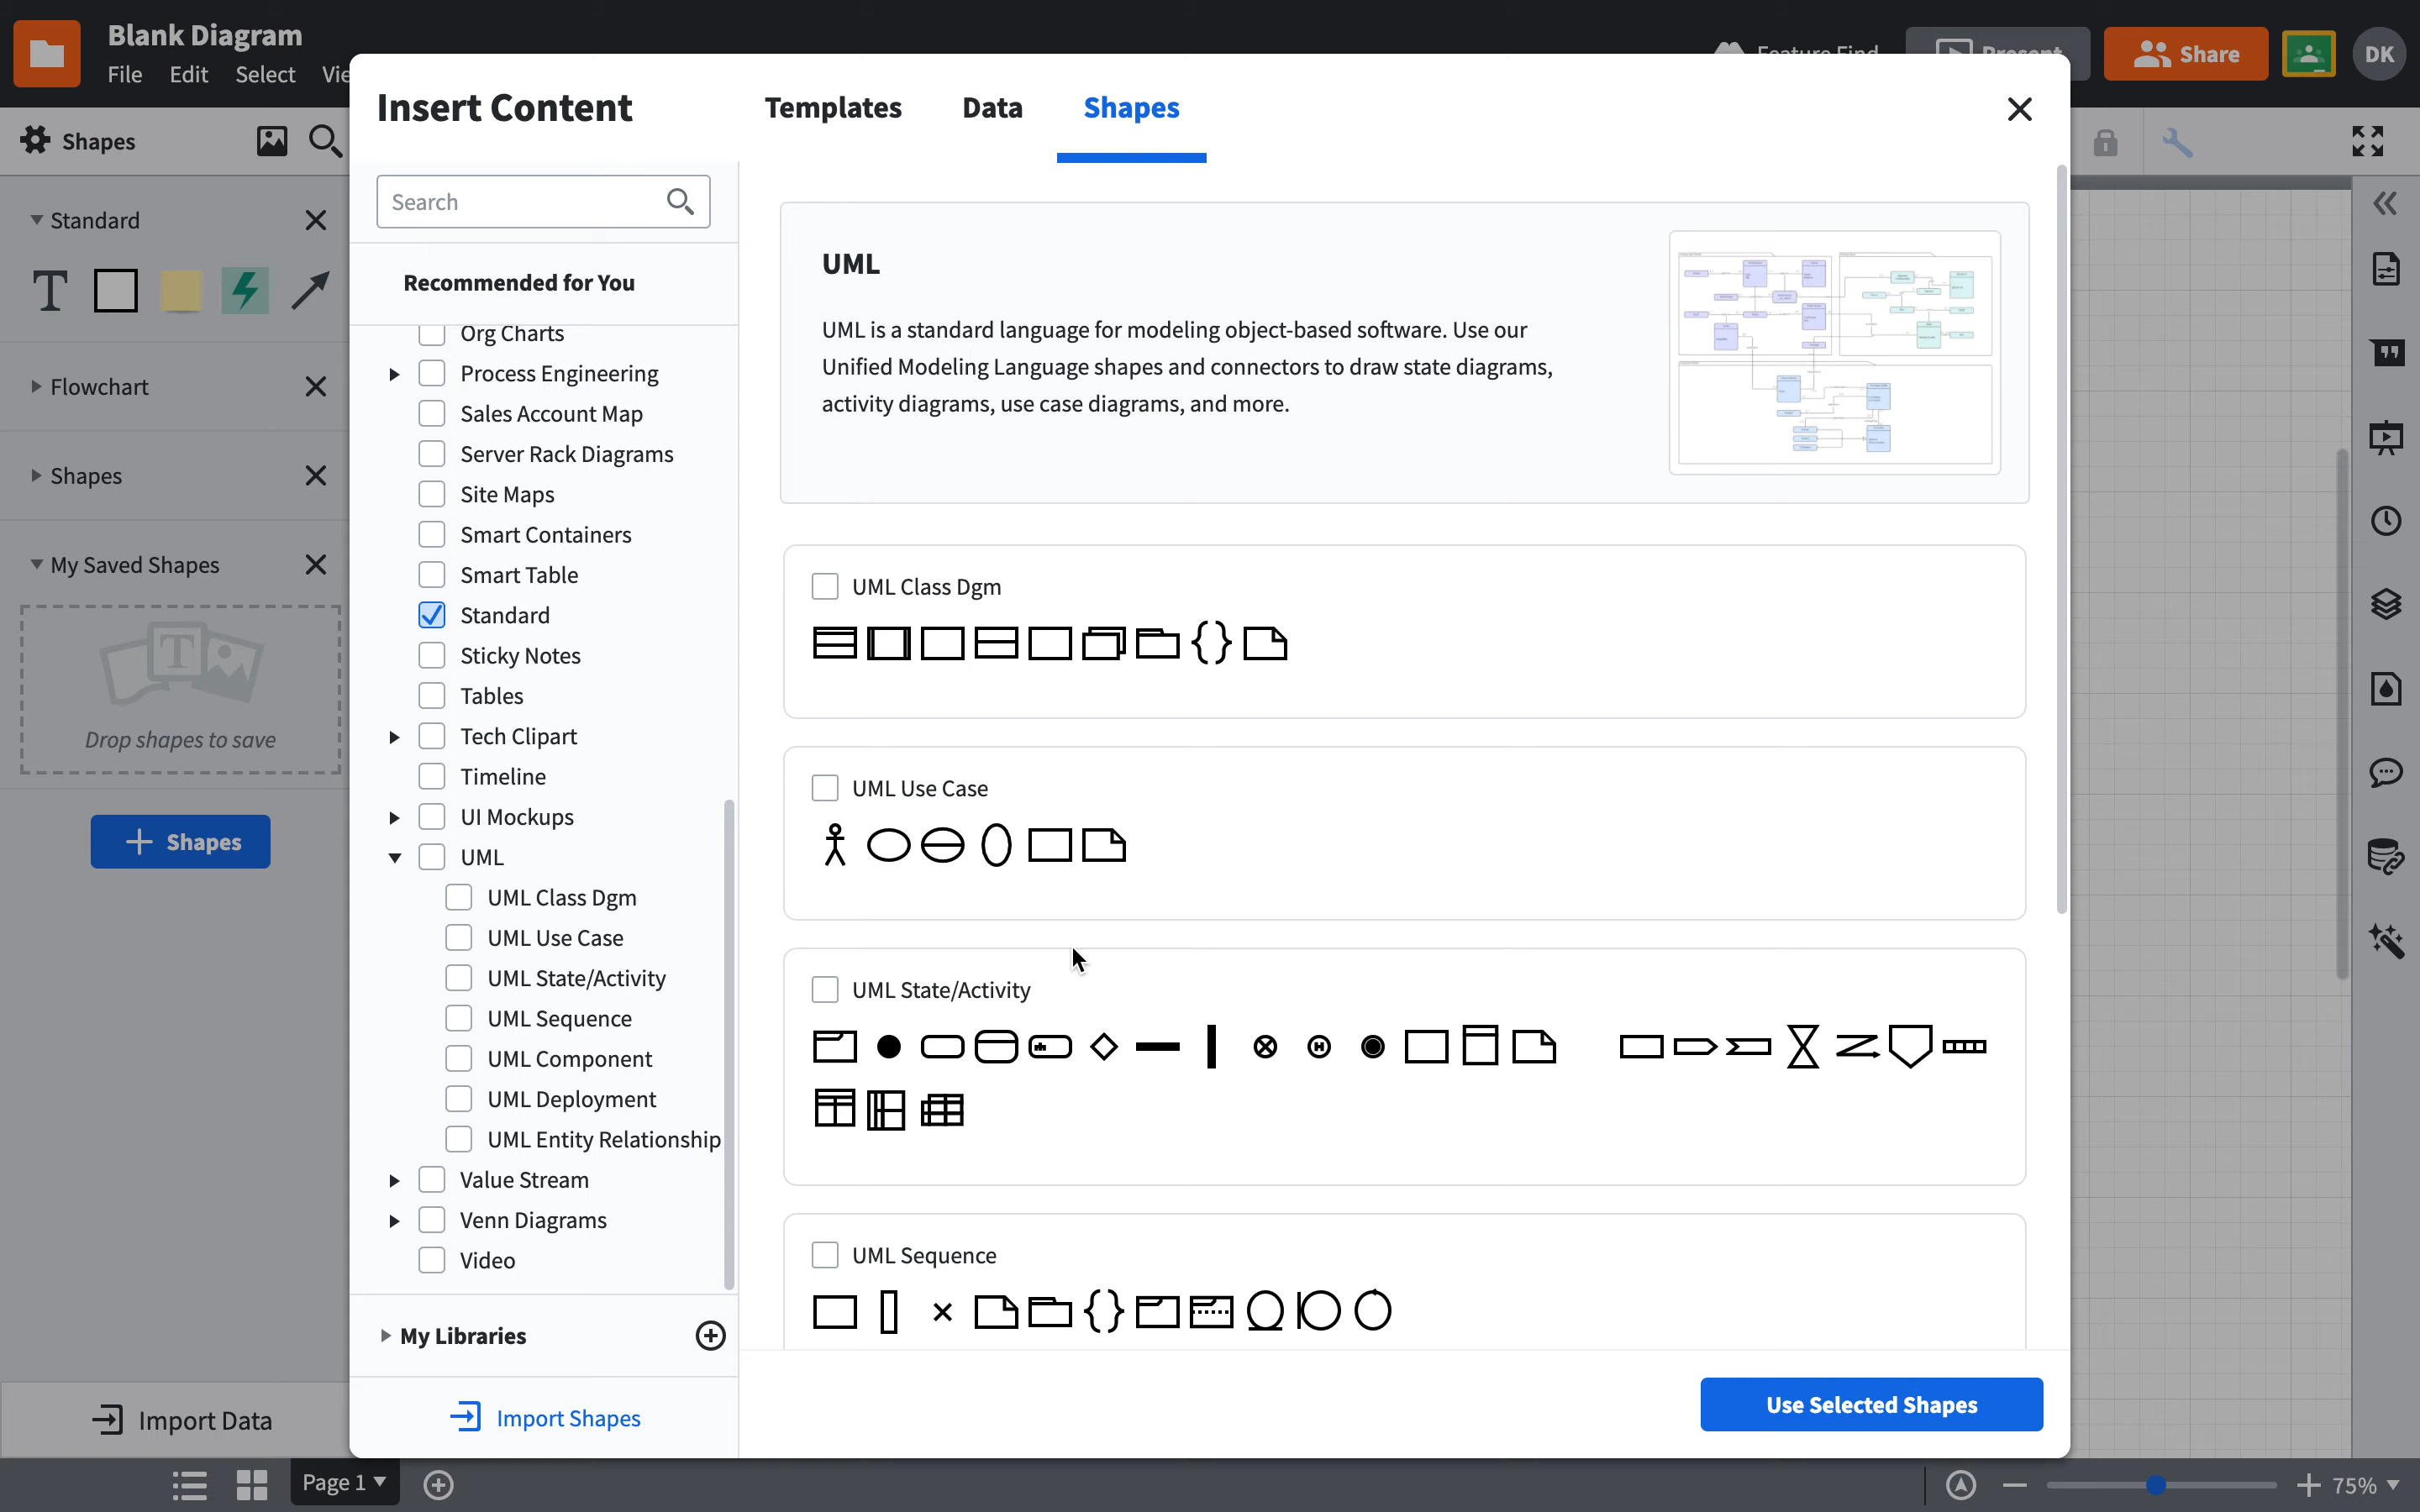 Blank Diagram
File Edit Select Vie
Feature Find
Present
Share
DK
Shapes
Standard
T
Flowchart
Shapes
My Saved Shapes
T
Drop shapes to save
Shapes
Import Data
Insert Content
Templates Data Shapes
Search
Recommended for You
Org Charts
Process Engineering
Sales Account Map
Server Rack Diagrams
Site Maps
Smart Containers
Smart Table
Standard
Sticky Notes
Tables
Tech Clipart
Timeline
UI Mockups
UML
UML Class Dgm
UML Use Case
UML State/Activity
UML Sequence
UML Component
UML Deployment
UML Entity Relationship
Value Stream
Venn Diagrams
Video
My Libraries
Import Shapes
UML
UML is a standard language for modeling object-based software. Use our
Unified Modeling Language shapes and connectors to draw state diagrams,
activity diagrams, use case diagrams, and more.
UML Class Dgm
UML Use Case
UML State/Activity
UML Sequence
Use Selected Shapes
Page 1
75%